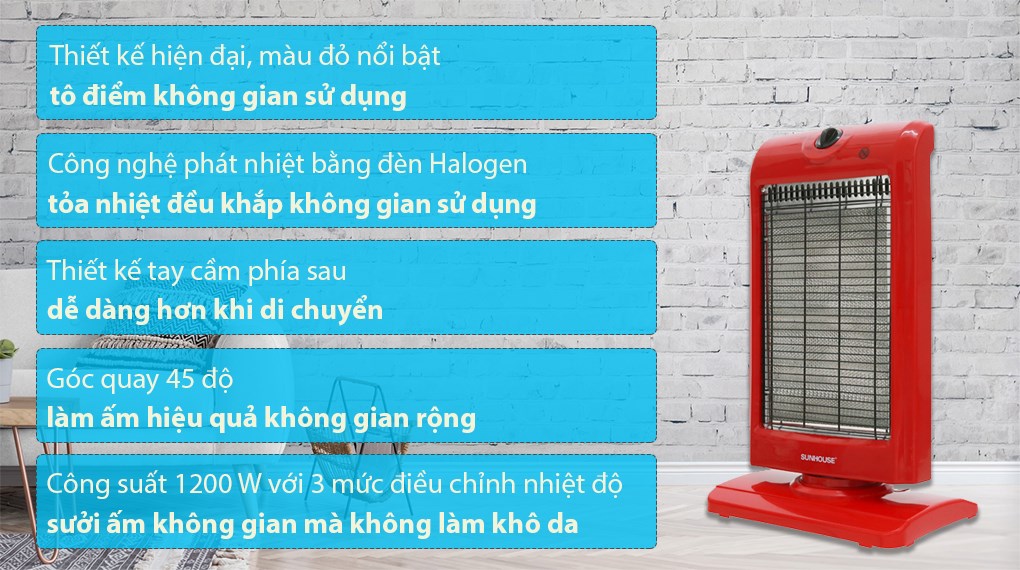 Thiết kế hiện đại, màu đỏ nổi bật
tô điểm không gian sử dụng
Công nghệ phát nhiệt bằng đèn Halogen
tỏa nhiệt đều khắp không gian sử dụng
Thiết kế tay cầm phía sau
dễ dàng hơn khi di chuyển
Góc quay 45 độ
làm ấm hiệu quả không gian rộng
Công suất 1200 W với 3 mức điều chỉnh nhiệt độ
sưởi ấm không gian mà không làm khô da
SUNHOUSE